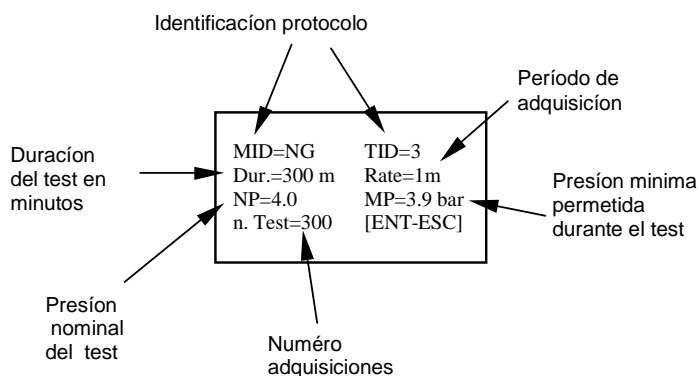 Identificacíon protocolo
Período de
adquisicíon
Duracíon
del test en
minutos
MID=NG TID=3
Dur.=300 m Rate=1m
NP=4.0 MP=3.9 bar
n. Test=300 [ENT-ESC]
Presíon minima
permetida
durante el test
Presíon
nominal
del test
Numéro
adquisiciones